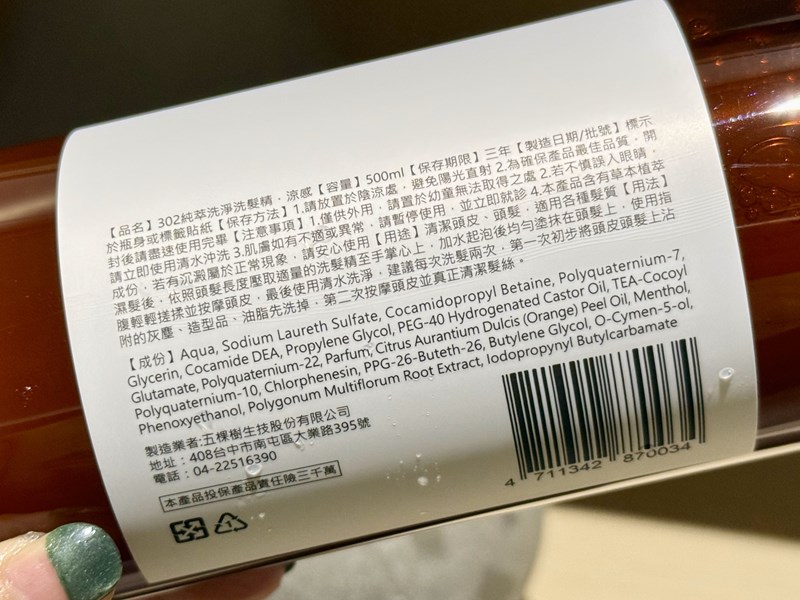 【品名】302純萃洗淨洗髮精，涼感【容量】500ml【保存期限】三年【製造日期/批號】標示
於瓶身或標籤貼紙【保存方法】1.請放置於陰涼處，避免陽光直射 2.為確保產品最佳品質，開
封後請盡速使用完畢【注意事項】1.僅供外用，請置於幼童無法取得之處 2.若不慎誤入眼睛，
請立即使用清水沖洗 3.肌膚如有不適或異常，請暫停使用，並立即就診 4.本產品含有草本植萃
成份，若有沉澱屬於正常現象，請安心使用【用途】清潔頭皮、頭髮，適用各種髮質【用法】
濕髮後，依照頭髮長度壓取適量的洗髮精至手掌心上，加水起泡後均勻塗抹在頭髮上，使用指
腹輕輕搓揉並按摩頭皮，最後使用清水洗淨，建議每次洗髮兩次，第一次初步將頭皮頭髮上沾
附的灰塵、造型品、油脂先洗掉，第二次按摩頭皮並真正清潔髮絲。
【成份】Aqua, Sodium Laureth Sulfate, Cocamidopropyl Betaine, Polyquaternium-7,
Glycerin, Cocamide DEA, Propylene Glycol, PEG-40 Hydrogenated Castor Oil, TEA-Cocoyl
Glutamate, Polyquaternium-22, Parfum, Citrus Aurantium Dulcis (Orange) Peel Oil, Menthol,
Polyquaternium-10, Chlorphenesin, PPG-26-Buteth-26, Butylene Glycol, O-Cymen-5-ol,
Phenoxyethanol, Polygonum Multiflorum Root Extract, Iodopropynyl Butylcarbamate
製造業者:五棵樹生技股份有限公司
地址：408台中市南屯區大業路395號
電話：04-22516390
本產品投保產品責任險三千萬
4 711342 870034